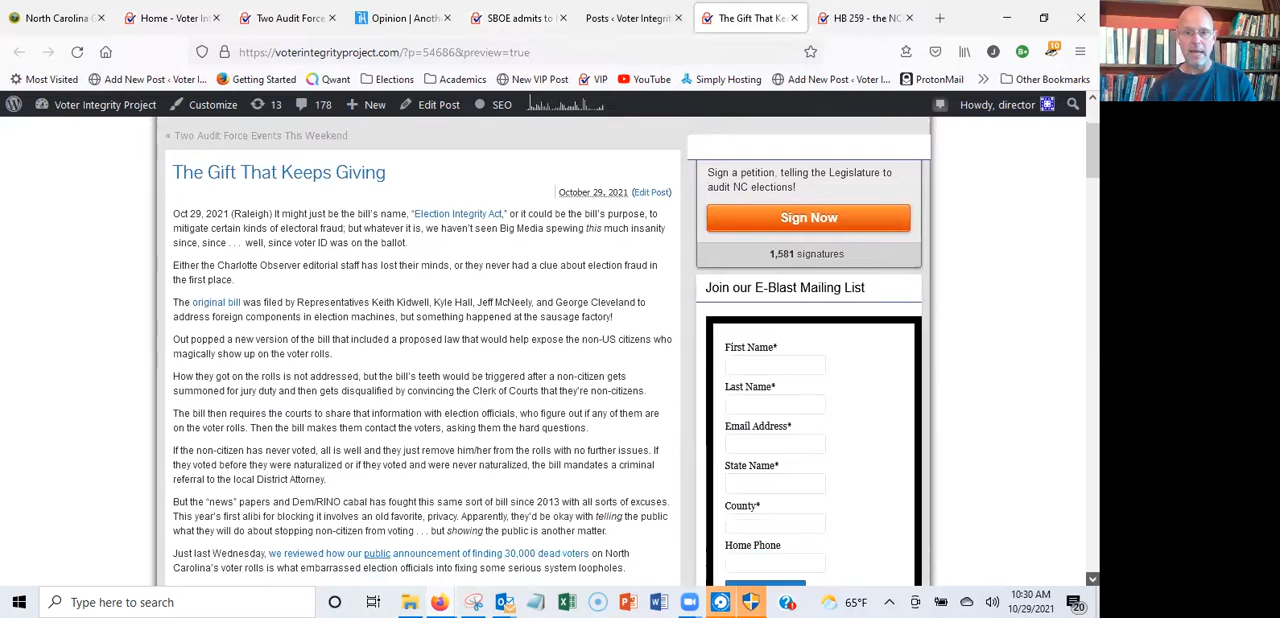 North Carolina G
Home - Voter Int
Two Audit Force
Opinion | Anoth
SBOE admits to
Posts ‹ Voter Integrit
The Gift That Ke
HB 259 - the NC
https://voterintegrityproject.com/?p=54686&preview=true
10
Most Visited
Add New Post ‹ Voter I...
Getting Started
Qwant
Elections
Academics
New VIP Post
VIP
YouTube
Simply Hosting
Add New Post ‹ Voter I...
ProtonMail
Other Bookmarks
Voter Integrity Project
Customize
13
178
New
Edit Post
SEO
Howdy, director
« Two Audit Force Events This Weekend
The Gift That Keeps Giving
October 29, 2021 (Edit Post)
Oct 29, 2021 (Raleigh) It might just be the bill's name, “Election Integrity Act,” or it could be the bill's purpose, to
mitigate certain kinds of electoral fraud; but whatever it is, we haven't seen Big Media spewing this much insanity
since, since . . . well, since voter ID was on the ballot.
Either the Charlotte Observer editorial staff has lost their minds, or they never had a clue about election fraud in
the first place.
The original bill was filed by Representatives Keith Kidwell, Kyle Hall, Jeff McNeely, and George Cleveland to
address foreign components in election machines, but something happened at the sausage factory!
Out popped a new version of the bill that included a proposed law that would help expose the non-US citizens who
magically show up on the voter rolls.
How they got on the rolls is not addressed, but the bill's teeth would be triggered after a non-citizen gets
summoned for jury duty and then gets disqualified by convincing the Clerk of Courts that they're non-citizens.
The bill then requires the courts to share that information with election officials, who figure out if any of them are
on the voter rolls. Then the bill makes them contact the voters, asking them the hard questions.
If the non-citizen has never voted, all is well and they just remove him/her from the rolls with no further issues. If
they voted before they were naturalized or if they voted and were never naturalized, the bill mandates a criminal
referral to the local District Attorney.
But the “news” papers and Dem/RINO cabal has fought this same sort of bill since 2013 with all sorts of excuses.
This year's first alibi for blocking it involves an old favorite, privacy. Apparently, they'd be okay with telling the public
what they will do about stopping non-citizen from voting . . . but showing the public is another matter.
Just last Wednesday, we reviewed how our public announcement of finding 30,000 dead voters on North
Carolina's voter rolls is what embarrassed election officials into fixing some serious system loopholes.
Sign a petition, telling the Legislature to
audit NC elections!
Sign Now
1,581 signatures
Join our E-Blast Mailing List
First Name*
Last Name*
Email Address*
State Name*
County*
Home Phone
Type here to search
65°F
10:30 AM
10/29/2021
20